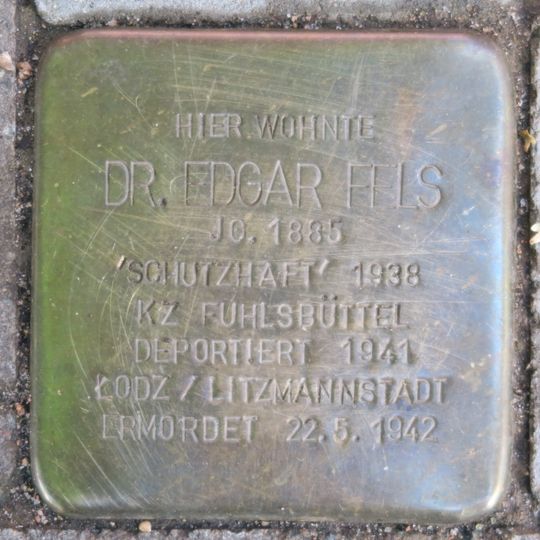 HIER WOHNTE
DR. EDGAR FELS
JG. 1885
'SCHUTZHAFT' 1938
KZ FUHLSBÜTTEL
DEPORTIERT 1941
ŁODZ / LITZMANNSTADT
ERMORDET 22.5.1942